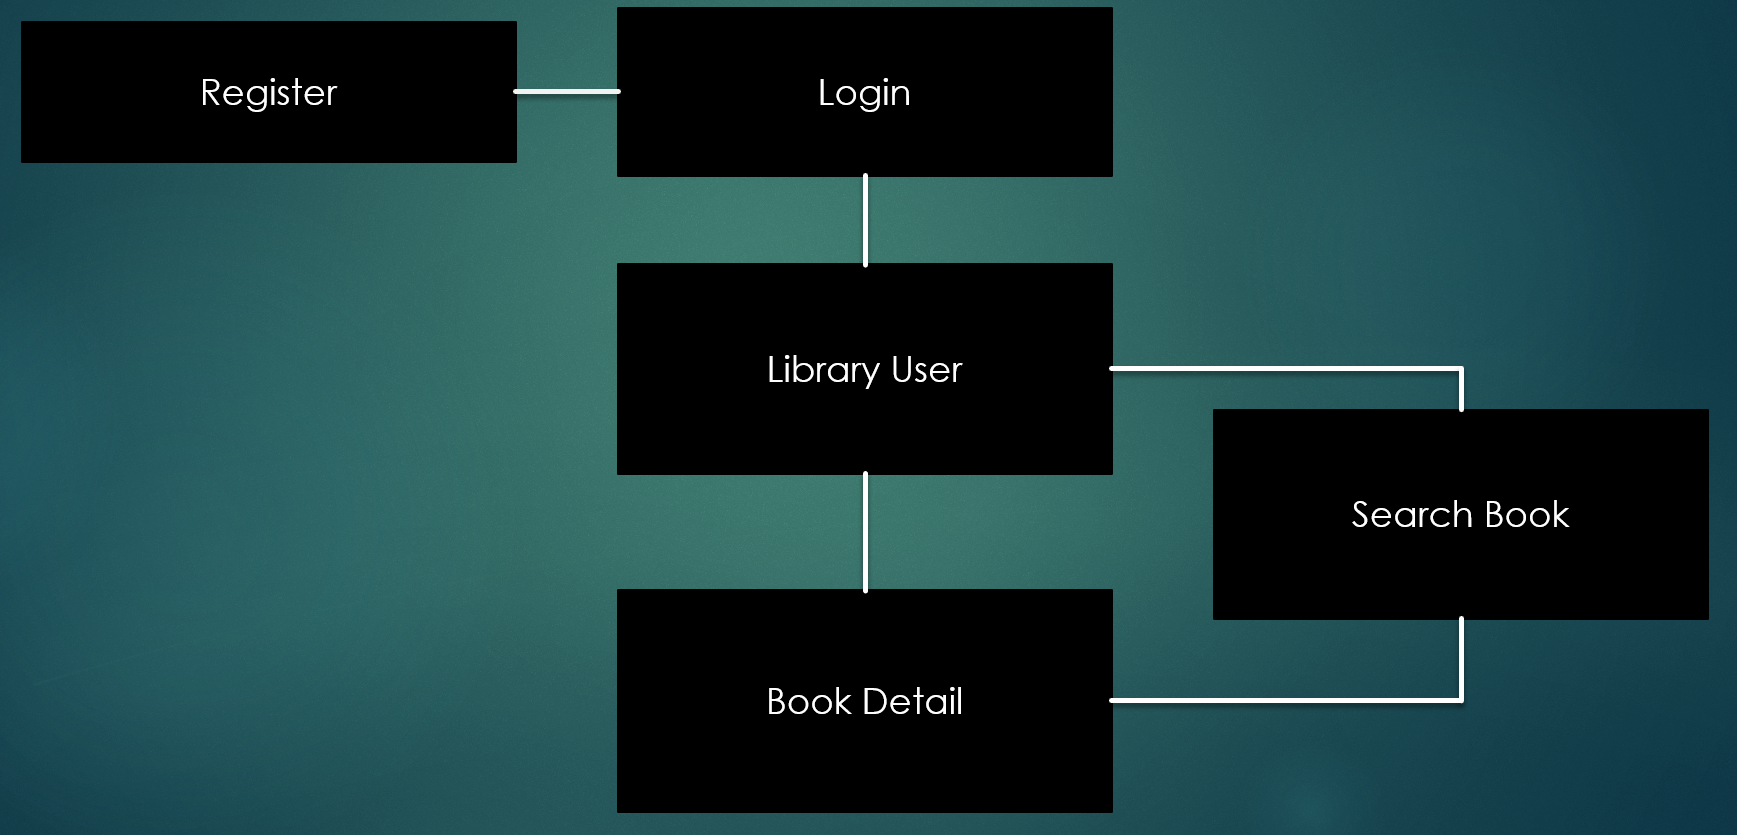 Register
Login
Library User
Search Book
Book Detail